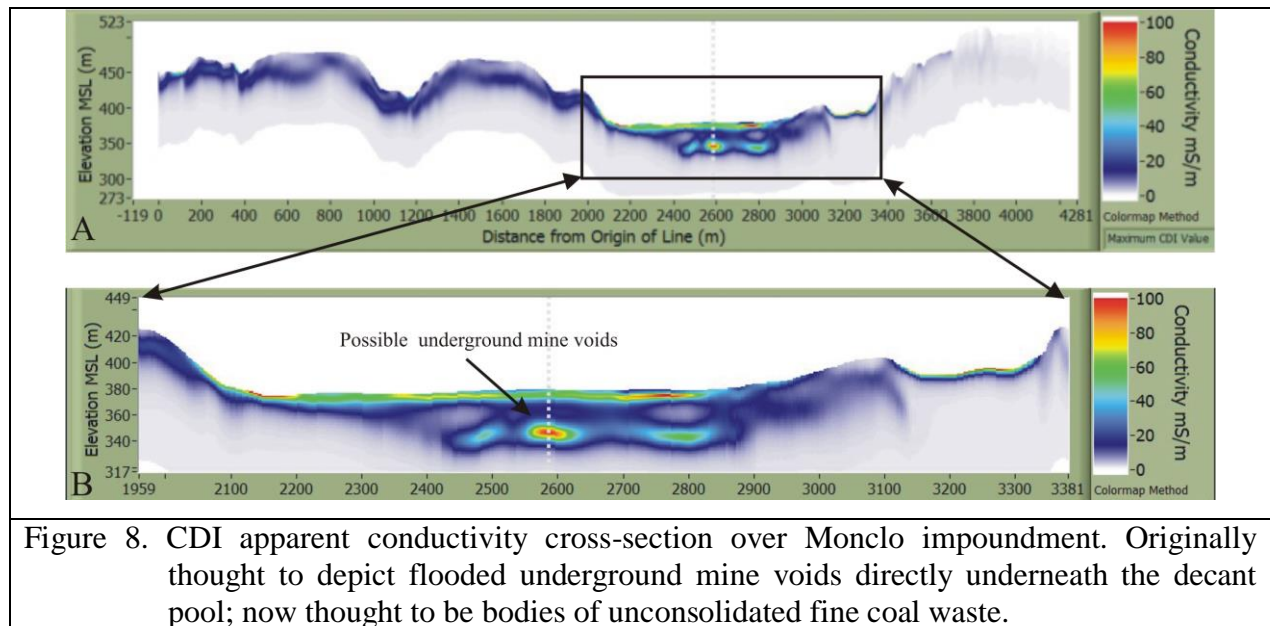 523
450
400
350
300
273
Elevation MSL (m)
-119 0 200 400 600 800 1000 1200 1400 1600 1800 2000 2200 2400 2600 2800 3000 3200 3400 3600 3800 4000 4281
Distance from Origin of Line (m)
A
100
80
60
40
20
0
Conductivity mS/m
Colormap Method
Maximum CDI Value
449
420
400
380
360
340
317
Elevation MSL (m)
Possible underground mine voids
B
1959 2100 2200 2300 2400 2500 2600 2700 2800 2900 3000 3100 3200 3300 3381
100
80
60
40
20
0
Conductivity mS/m
Colormap Method
Figure 8. CDI apparent conductivity cross-section over Monclo impoundment. Originally
thought to depict flooded underground mine voids directly underneath the decant
pool; now thought to be bodies of unconsolidated fine coal waste.